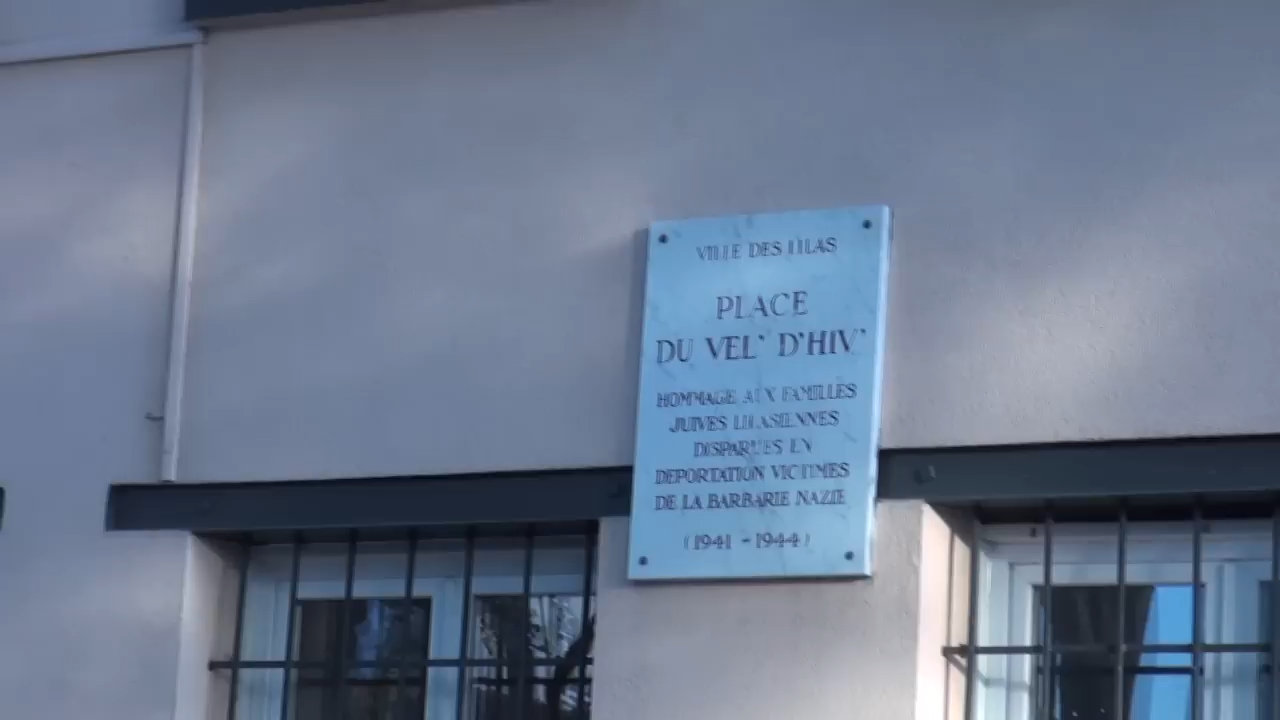 VILLE DES LILAS
PLACE
DU VEL' D'HIV'
HOMMAGE AUX FAMILLES
JUIVES LILASIENNES
DISPARUES EN
DEPORTATION VICTIMES
DE LA BARBARIE NAZIE
(1941 - 1944)